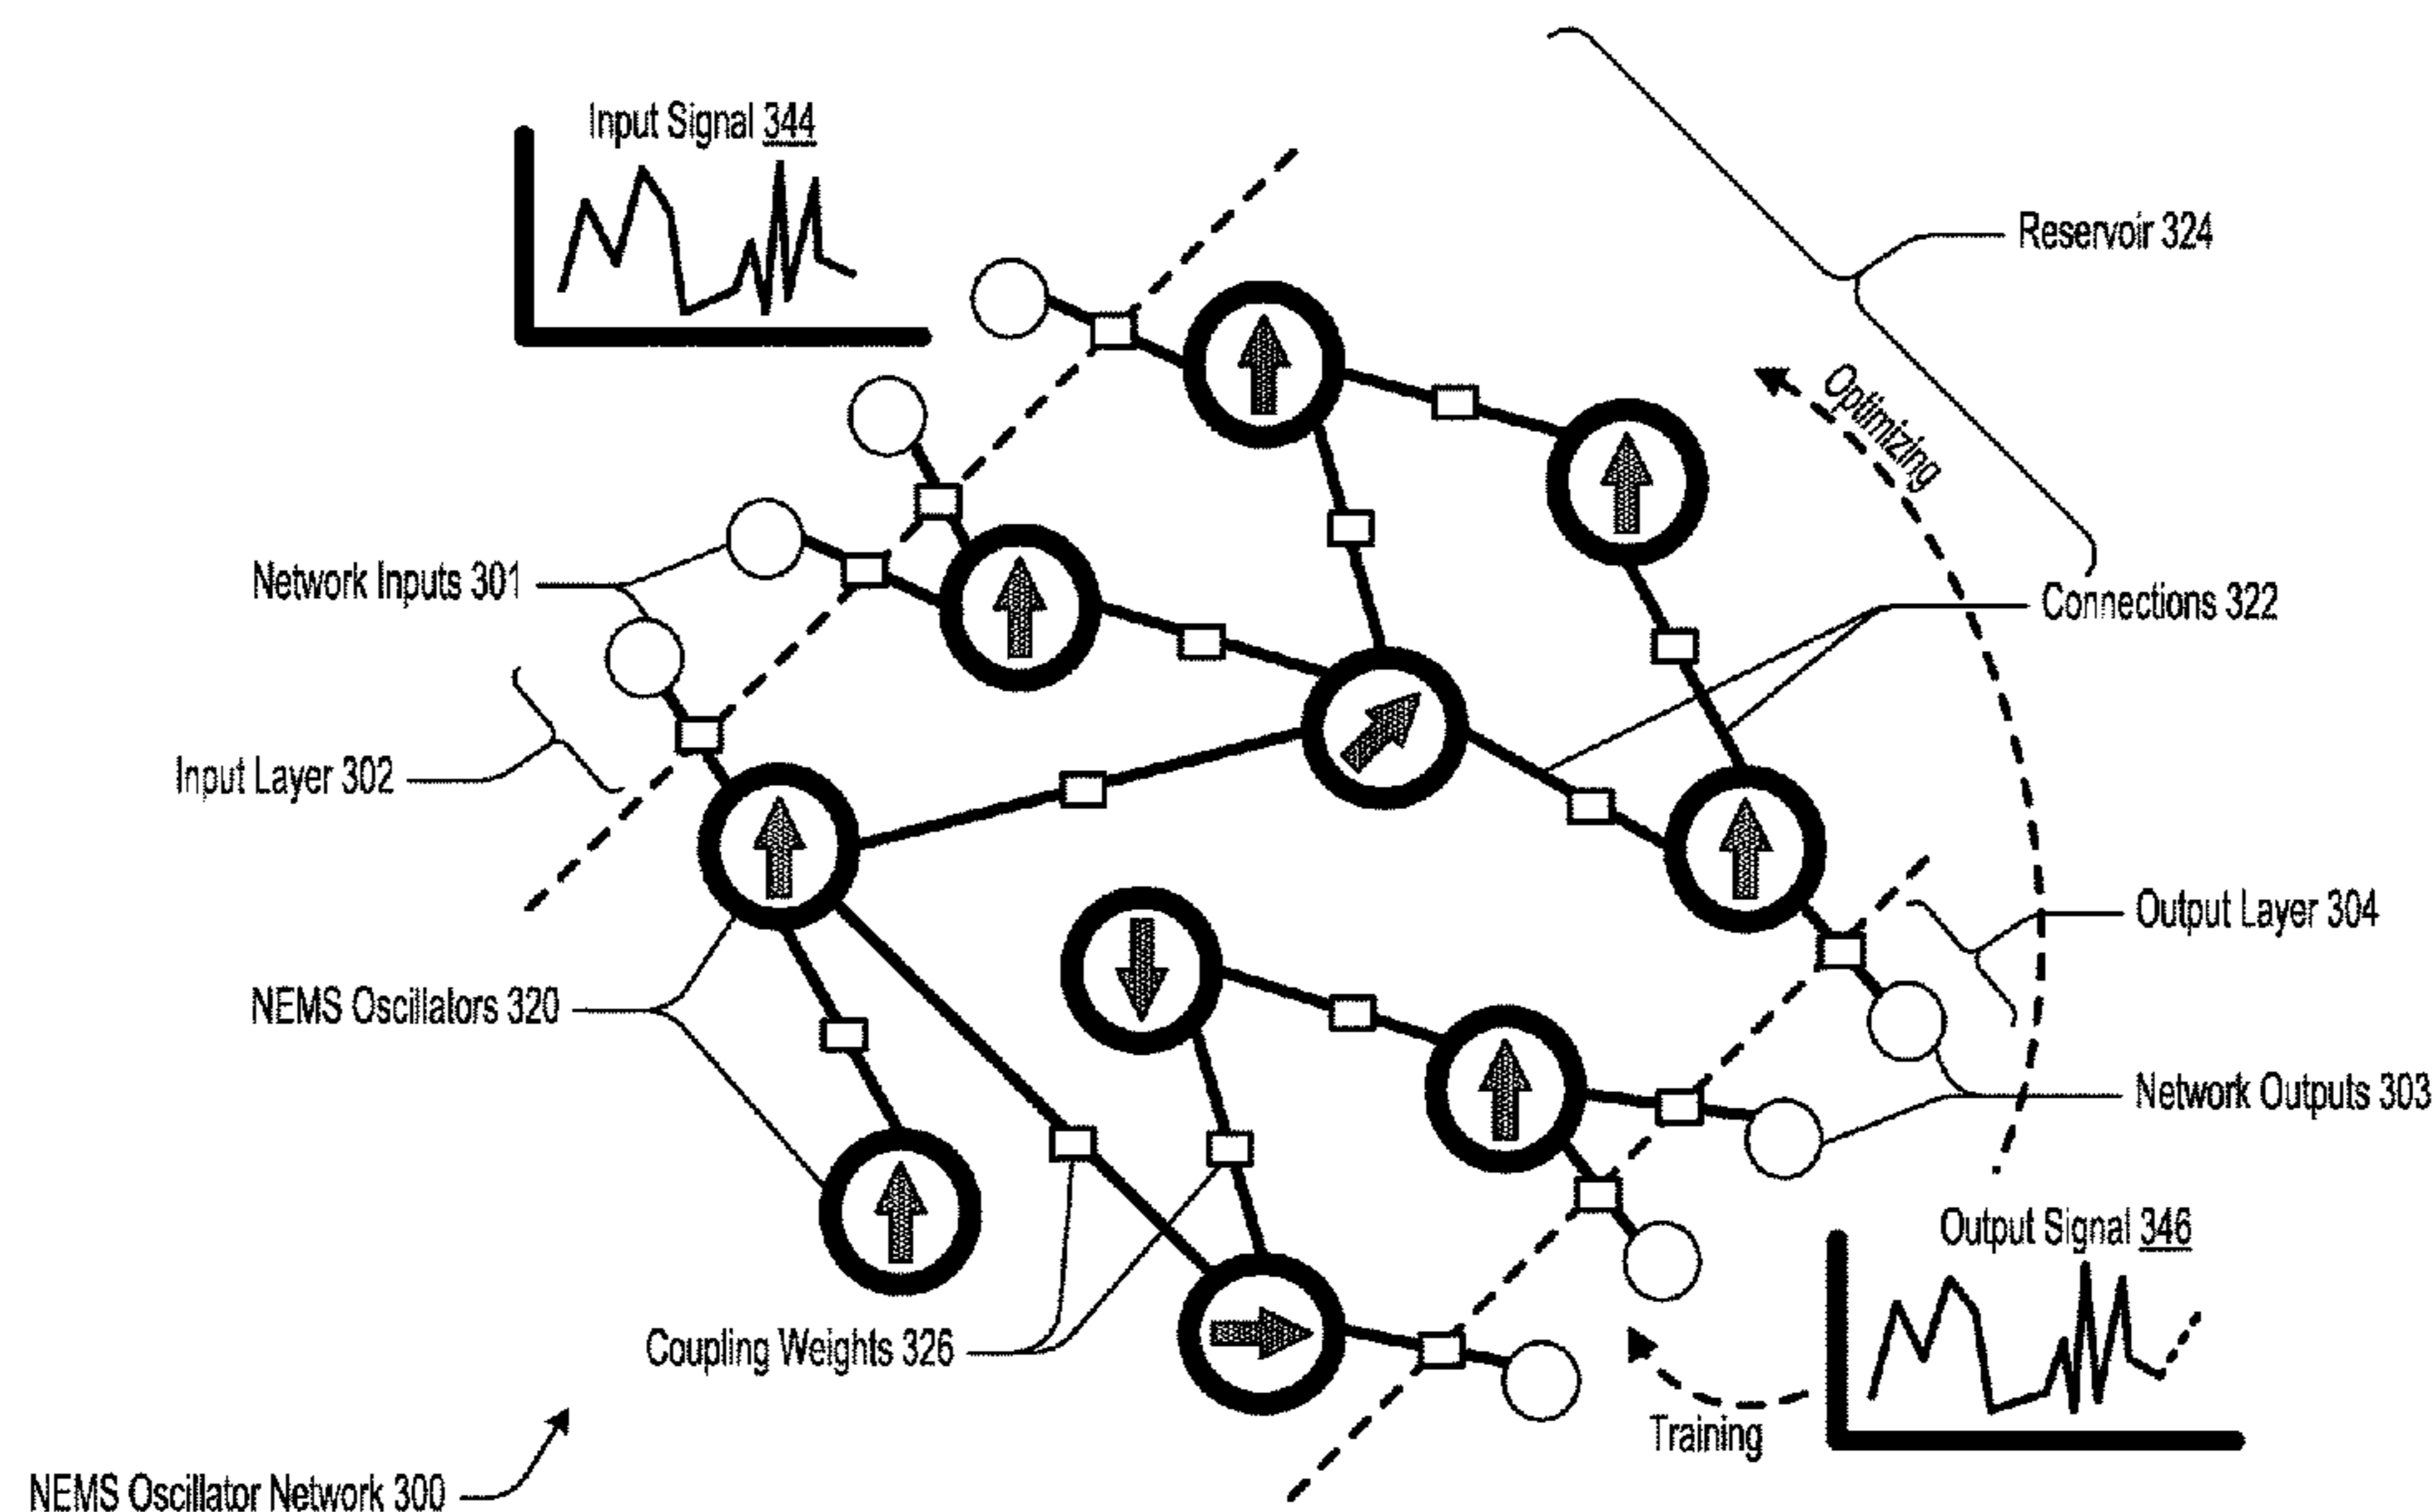 Input Signal 344
Reservoir 324
Optimizing
Network Inputs 301
Connections 322
Input Layer 302
Output Layer 304
NEMS Oscillators 320
Network Outputs 303
Output Signal 346
Coupling Weights 326
Training
NEMS Oscillator Network 300